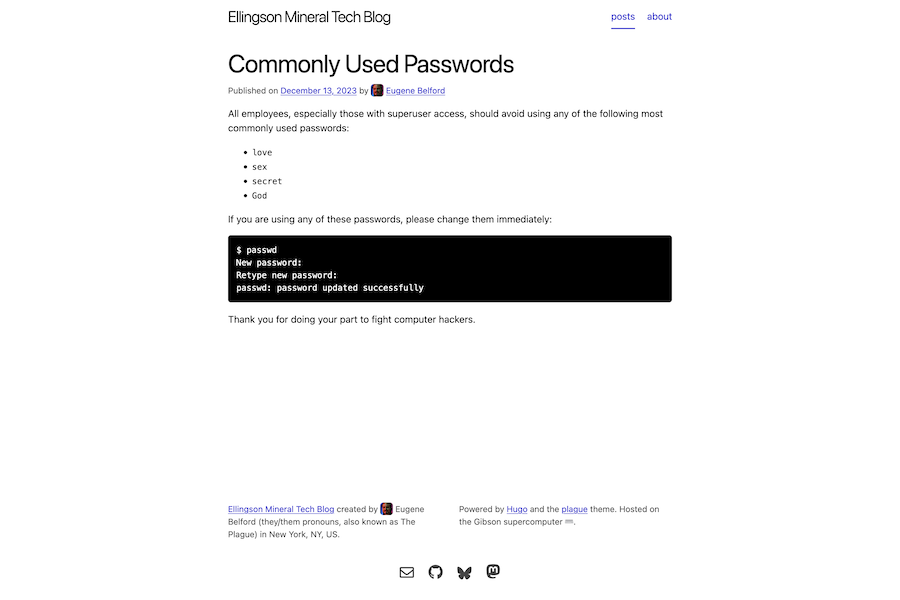 Ellingson Mineral Tech Blog
posts about
Commonly Used Passwords
Published on December 13, 2023 by Eugene Belford
All employees, especially those with superuser access, should avoid using any of the following most
commonly used passwords:
• love
• sex
• secret
• God
If you are using any of these passwords, please change them immediately:
$ passwd
New password:
Retype new password:
passwd: password updated successfully
Thank you for doing your part to fight computer hackers.
Ellingson Mineral Tech Blog created by Eugene
Belford (they/them pronouns, also known as The
Plague) in New York, NY, US.
Powered by Hugo and the plague theme. Hosted on
the Gibson supercomputer.